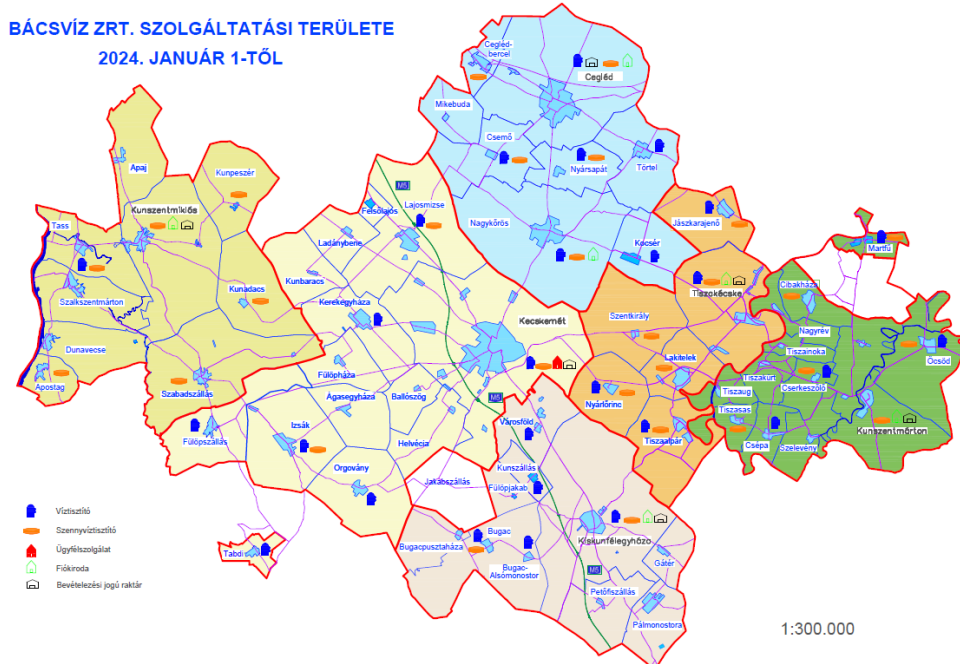 BÁCSVÍZ ZRT. SZOLGÁLTATÁSI TERÜLETE
2024. JANUÁR 1-TŐL
Cegléd-
bercel
Cegléd
Mikebuda
Csemő
Nyársapát
Törtel
Nagykőrös
Kocsér
Apaj
Kunpeszér
Kunszentmiklós
Tass
Szalkszentmárton
Kunadacs
Dunavecse
Apostag
Szabadszállás
Fülöpszállás
M5
Felsőlajos
Lajosmizse
Ladánybene
Kunbaracs
Kerekegyháza
Kecskemét
Fülöpháza
Ágasegyháza
Ballószög
Izsák
Helvécia
Orgovány
Jakabszállás
M5
Városföld
Kunszállás
Fülöpjakab
Bugac
Bugacpusztaháza
Bugac-
Alsómonostor
Kiskunfélegyháza
Gátér
M5
Petőfiszállás
Pálmonostora
Tabdi
Jászkarajenő
Tiszakécske
Szentkirály
Lakitelek
Nyárlőrinc
Tiszaalpár
Martfű
Cibakháza
Nagyrév
Tiszainoka
Öcsöd
Tiszakürt
Cserkeszőlő
Tiszaug
Tiszasas
Csépa
Szelevény
Kunszentmárton
Víztisztító
Szennyvíztisztító
Ügyfélszolgálat
Fiókiroda
Bevételezési jogú raktár
1:300.000